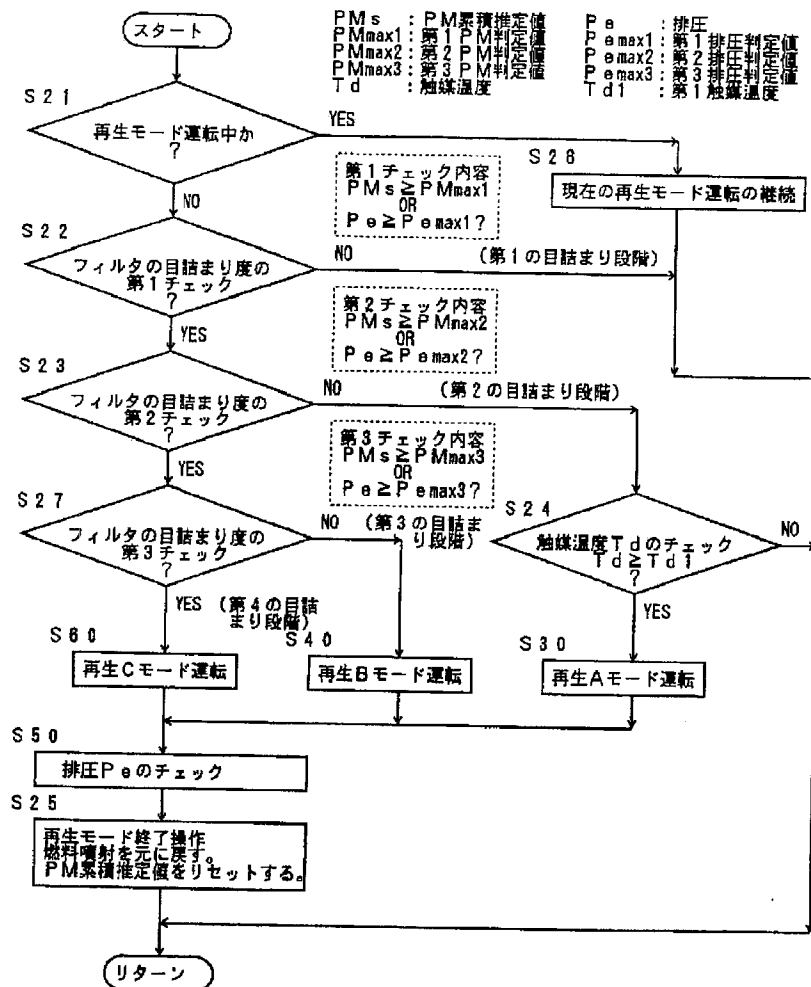 スタート
PMs :PM累積推定値
PMmax1:第1PM判定値
PMmax2:第2PM判定値
PMmax3:第3PM判定値
Td :触媒温度
Pe :排圧
Pemax1:第1排圧判定値
Pemax2:第2排圧判定値
Pemax3:第3排圧判定値
Td1 :第1触媒温度
S21
再生モード運転中か
?
YES
NO
S26
現在の再生モード運転の継続
第1チェック内容
PMs≧PMmax1
OR
Pe≧Pemax1?
S22
フィルタの目詰まり度の
第1チェック
?
NO
(第1の目詰まり段階)
YES
第2チェック内容
PMs≧PMmax2
OR
Pe≧Pemax2?
S23
フィルタの目詰まり度の
第2チェック
?
NO
(第2の目詰まり段階)
YES
第3チェック内容
PMs≧PMmax3
OR
Pe≧Pemax3?
S27
フィルタの目詰まり度の
第3チェック
?
NO
(第3の目詰ま
り段階)
YES
(第4の目詰
まり段階)
S24
触媒温度Tdのチェック
Td≧Td1
?
NO
YES
S60
再生Cモード運転
S40
再生Bモード運転
S30
再生Aモード運転
S50
排圧Peのチェック
S25
再生モード終了操作
燃料噴射を元に戻す。
PM累積推定値をリセットする。
リターン